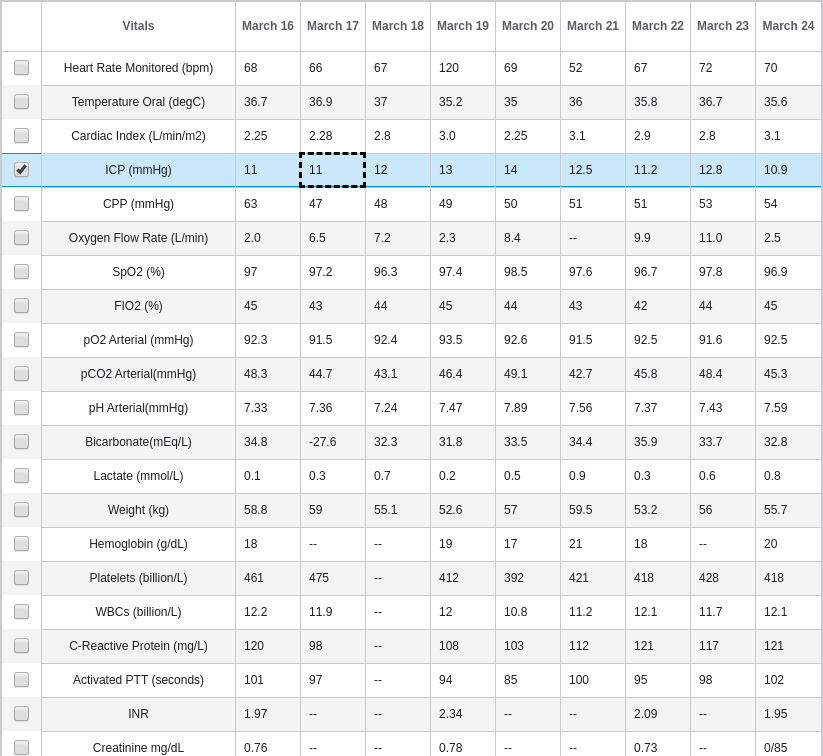 Vitals March 16 March 17 March 18 March 19 March 20 March 21 March 22 March 23 March 24
Heart Rate Monitored (bpm) 68 66 67 120 69 52 67 72 70
Temperature Oral (degC) 36.7 36.9 37 35.2 35 36 35.8 36.7 35.6
Cardiac Index (L/min/m2) 2.25 2.28 2.8 3.0 2.25 3.1 2.9 2.8 3.1
ICP (mmHg) 11 11 12 13 14 12.5 11.2 12.8 10.9
CPP (mmHg) 63 47 48 49 50 51 51 53 54
Oxygen Flow Rate (L/min) 2.0 6.5 7.2 2.3 8.4 -- 9.9 11.0 2.5
SpO2 (%) 97 97.2 96.3 97.4 98.5 97.6 96.7 97.8 96.9
FIO2 (%) 45 43 44 45 44 43 42 44 45
pO2 Arterial (mmHg) 92.3 91.5 92.4 93.5 92.6 91.5 92.5 91.6 92.5
pCO2 Arterial(mmHg) 48.3 44.7 43.1 46.4 49.1 42.7 45.8 48.4 45.3
pH Arterial(mmHg) 7.33 7.36 7.24 7.47 7.89 7.56 7.37 7.43 7.59
Bicarbonate(mEq/L) 34.8 -27.6 32.3 31.8 33.5 34.4 35.9 33.7 32.8
Lactate (mmol/L) 0.1 0.3 0.7 0.2 0.5 0.9 0.3 0.6 0.8
Weight (kg) 58.8 59 55.1 52.6 57 59.5 53.2 56 55.7
Hemoglobin (g/dL) 18 -- -- 19 17 21 18 -- 20
Platelets (billion/L) 461 475 -- 412 392 421 418 428 418
WBCs (billion/L) 12.2 11.9 -- 12 10.8 11.2 12.1 11.7 12.1
C-Reactive Protein (mg/L) 120 98 -- 108 103 112 121 117 121
Activated PTT (seconds) 101 97 -- 94 85 100 95 98 102
INR 1.97 -- -- 2.34 -- -- 2.09 -- 1.95
Creatinine mg/dL 0.76 -- -- 0.78 -- -- 0.73 -- 0/85